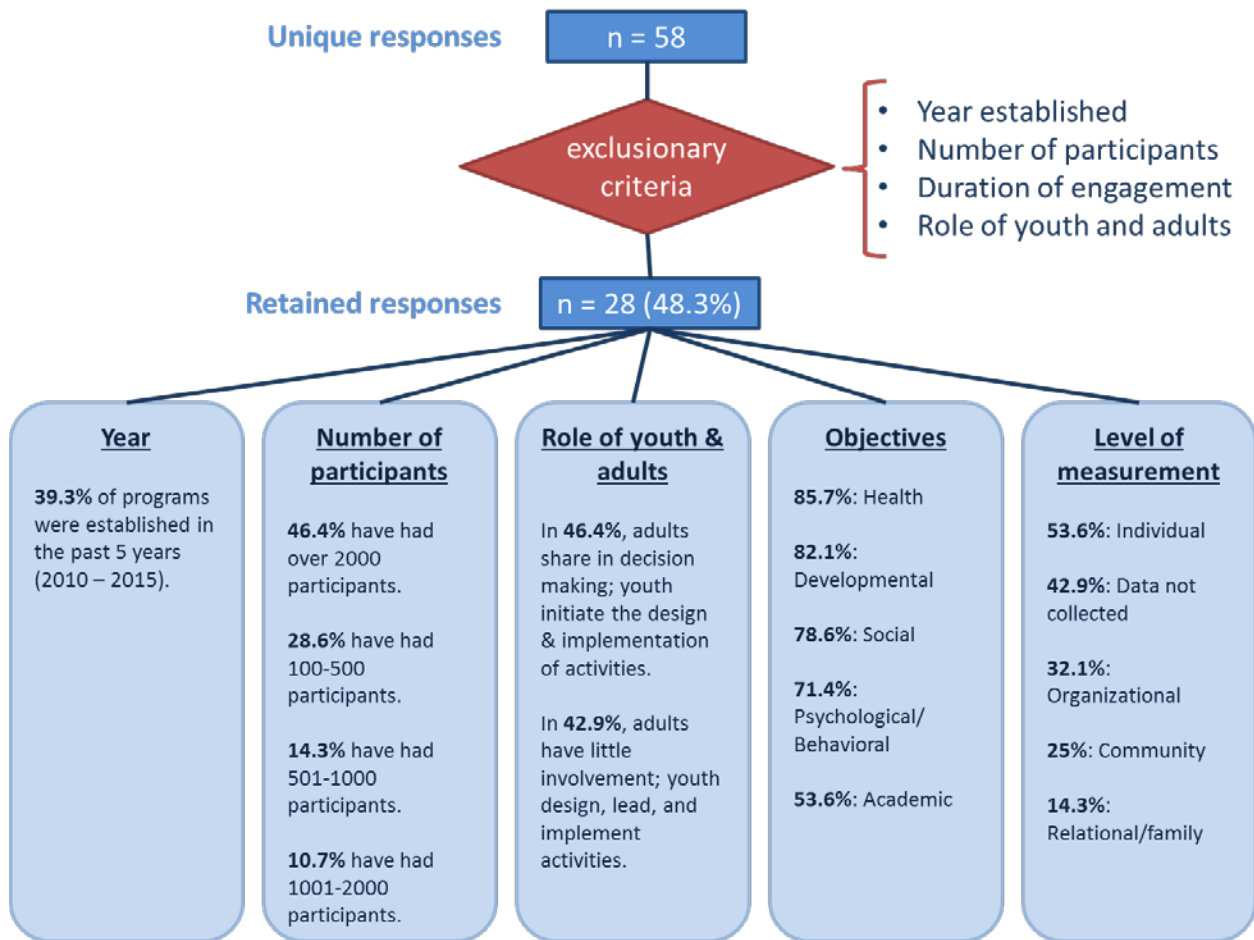 Unique responses
n = 58
exclusionary
criteria
• Year established
• Number of participants
• Duration of engagement
• Role of youth and adults
Retained responses
n = 28 (48.3%)
Year
39.3% of programs
were established in
the past 5 years
(2010 – 2015).
Number of
participants
46.4% have had
over 2000
participants.
28.6% have had
100-500
participants.
14.3% have had
501-1000
participants.
10.7% have had
1001-2000
participants.
Role of youth &
adults
In 46.4%, adults
share in decision
making; youth
initiate the design
& implementation
of activities.
In 42.9%, adults
have little
involvement; youth
design, lead, and
implement
activities.
Objectives
85.7%: Health
82.1%:
Developmental
78.6%: Social
71.4%:
Psychological/
Behavioral
53.6%: Academic
Level of
measurement
53.6%: Individual
42.9%: Data not
collected
32.1%:
Organizational
25%: Community
14.3%:
Relational/family